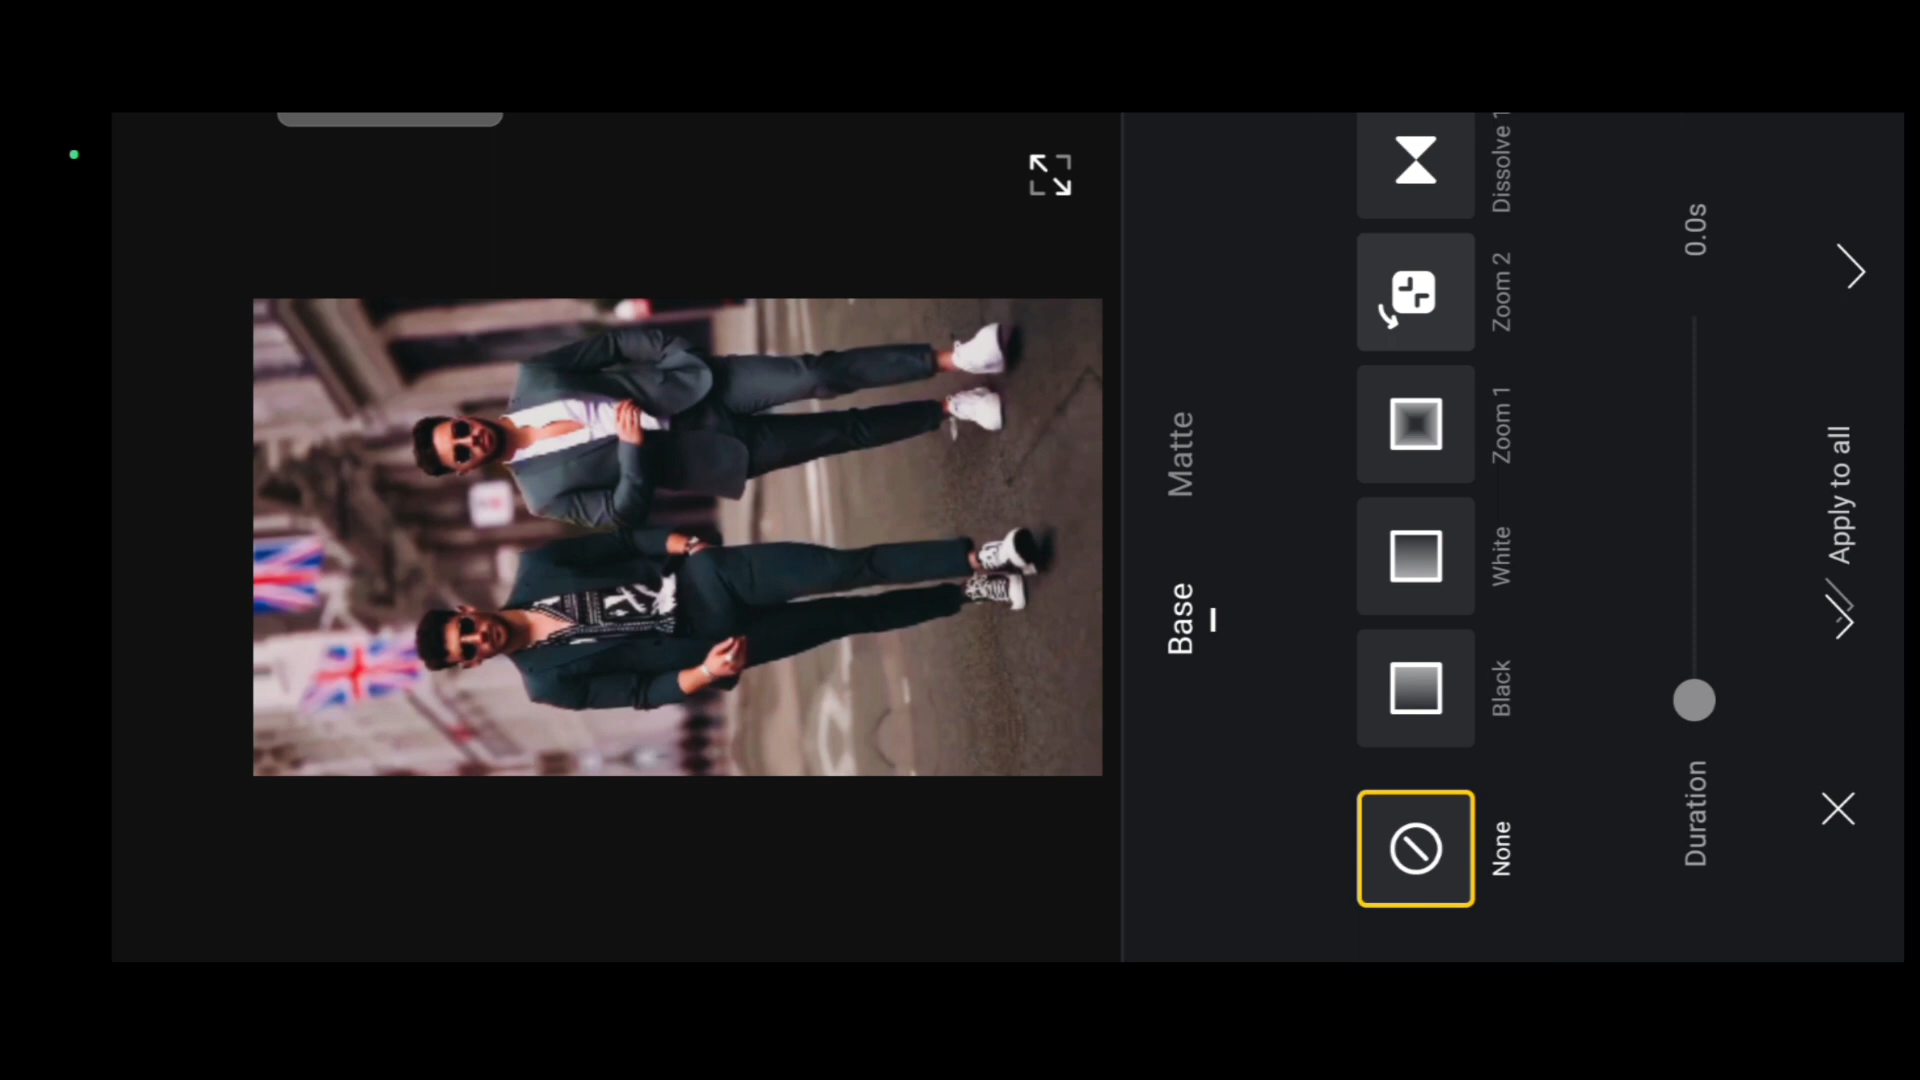 Base
Matte
None
Black
White
Zoom 1
Zoom 2
Dissolve 1
Duration
0.0s
Apply to all